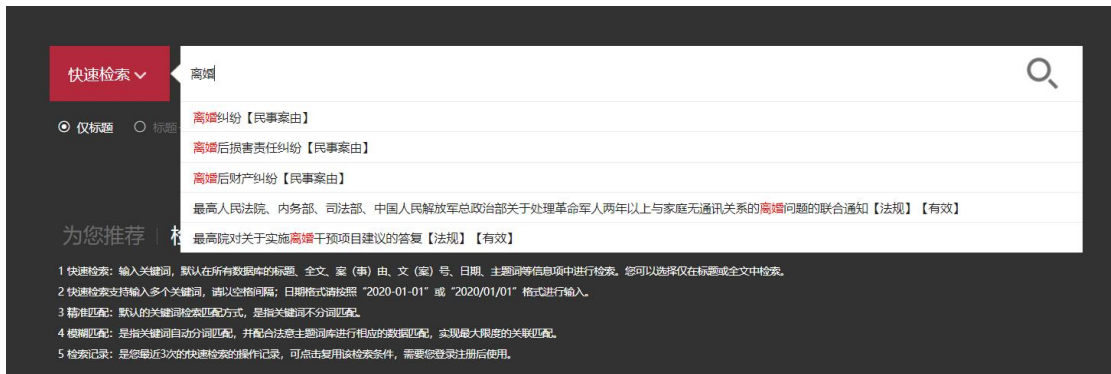 快速检索
离婚
仅标题
标题
离婚纠纷【民事案由】
离婚后损害责任纠纷【民事案由】
离婚后财产纠纷【民事案由】
最高人民法院、内务部、司法部、中国人民解放军总政治部关于处理革命军人两年以上与家庭无通讯关系的离婚问题的联合通知【法规】【有效】
最高院对关于实施离婚干预项目建议的答复【法规】【有效】
为您推荐
1 快速检索：输入关键词，默认在所有数据库的标题、全文、案（事）由、文（案）号、日期、主题词等信息项中进行检索。您可以选择仅在标题或全文中检索。
2 快速检索支持输入多个关键词，请以空格间隔；日期格式请按照“2020-01-01”或“2020/01/01”格式进行输入。
3 精准匹配：默认的关键词检索匹配方式，是指关键词不分词匹配。
4 模糊匹配：是指关键词自动分词匹配，并配合法意主题词库进行相应的数据匹配，实现最大限度的关联匹配。
5 检索记录：是您最近3次的快速检索的操作记录，可点击复用该检索条件，需要您登录注册后使用。